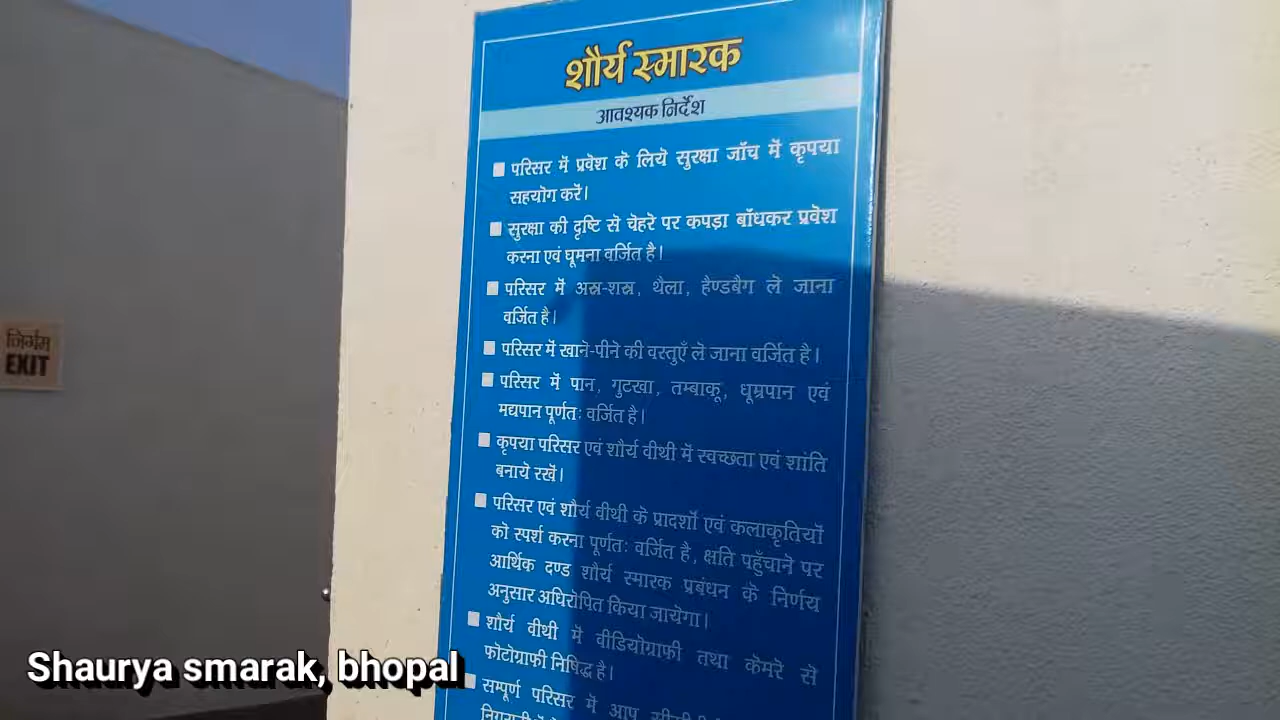 शौर्य स्मारक
आवश्यक निर्देश
परिसर में प्रवेश के लिये सुरक्षा जाँच में कृपया
सहयोग करें।
सुरक्षा की दृष्टि से चेहरे पर कपड़ा बाँधकर प्रवेश
करना एवं घूमना वर्जित है।
परिसर में अस्त्र-शस्त्र, थैला, हैण्डबैग ले जाना
वर्जित है।
परिसर में खाने-पीने की वस्तुएँ ले जाना वर्जित है।
परिसर में पान, गुटखा, तम्बाकू, धूम्रपान एवं
मद्यपान पूर्णतः वर्जित है।
कृपया परिसर एवं शौर्य वीथी में स्वच्छता एवं शांति
बनाये रखें।
परिसर एवं शौर्य वीथी के प्रादर्शों एवं कलाकृतियों
को स्पर्श करना पूर्णतः वर्जित है, क्षति पहुँचाने पर
आर्थिक दण्ड शौर्य स्मारक प्रबंधन के निर्णय
अनुसार अधिरोपित किया जायेगा।
शौर्य वीथी में वीडियोग्राफी तथा कैमरे से
फोटोग्राफी निषिद्ध है।
सम्पूर्ण परिसर में आप
निर्गम
EXIT
Shaurya smarak, bhopal